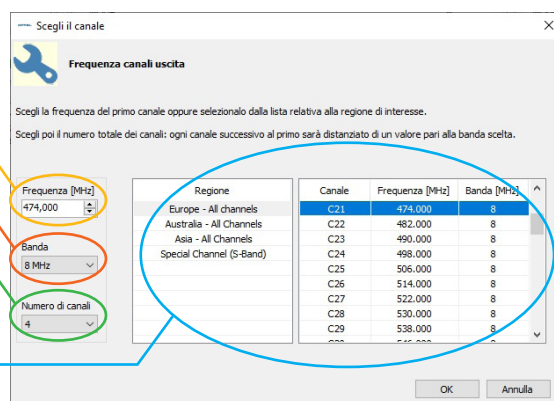 Scegli il canale
Frequenza canali uscita
Scegli la frequenza del primo canale oppure selezionalo dalla lista relativa alla regione di interesse.
Scegli poi il numero totale dei canali: ogni canale successivo al primo sarà distanziato di un valore pari alla banda scelta.
Frequenza [MHz]
474,000
Banda
8 MHz
Numero di canali
4
Regione
Europe - All channels
Australia - All Channels
Asia - All Channels
Special Channel (S-Band)
Canale Frequenza [MHz] Banda [MHz]
C21 474.000 8
C22 482.000 8
C23 490.000 8
C24 498.000 8
C25 506.000 8
C26 514.000 8
C27 522.000 8
C28 530.000 8
C29 538.000 8
OK Annulla